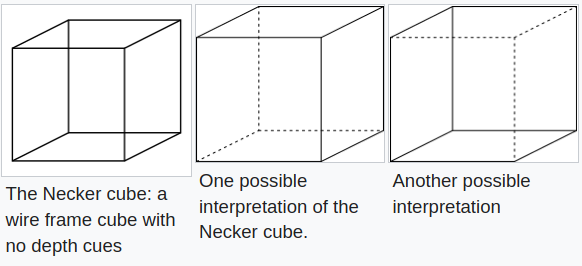 The Necker cube: a
wire frame cube with
no depth cues
One possible
interpretation of the
Necker cube.
Another possible
interpretation